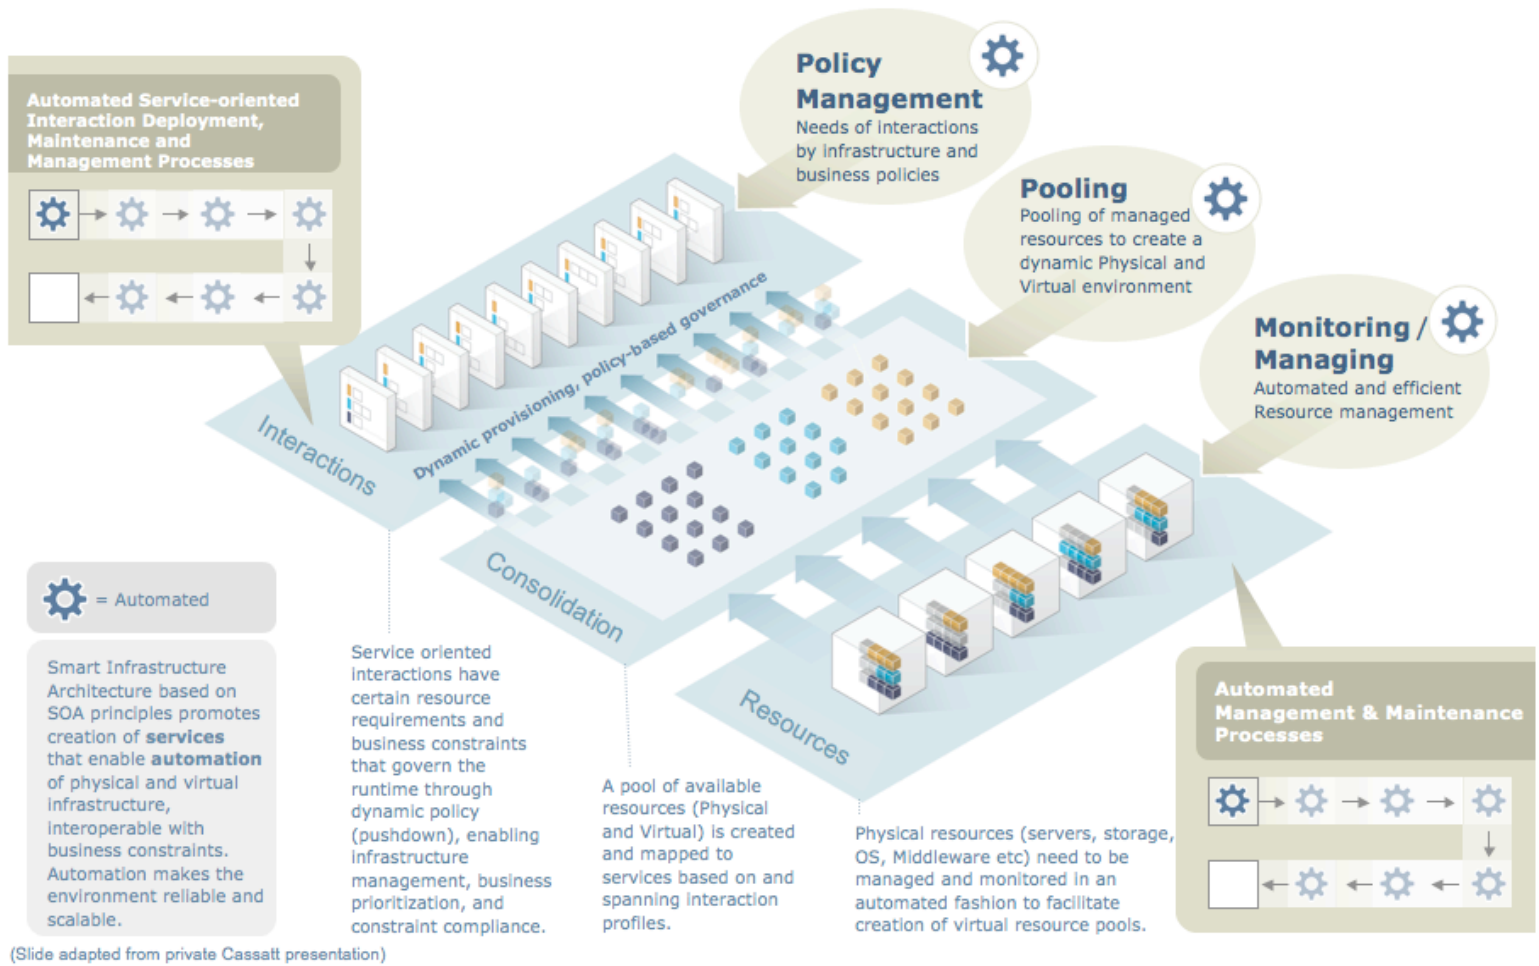 Policy
Management
Needs of interactions
by infrastructure and
business policies
Automated Service-oriented
Interaction Deployment,
Maintenance and
Management Processes
Pooling
Pooling of managed
resources to create a
dynamic Physical and
Virtual environment
Monitoring /
Managing
Automated and efficient
Resource management
Dynamic provisioning, policy-based governance
Interactions
Consolidation
Resources
= Automated
Smart Infrastructure
Architecture based on
SOA principles promotes
creation of services
that enable automation
of physical and virtual
infrastructure,
interoperable with
business constraints.
Automation makes the
environment reliable and
scalable.
Service oriented
interactions have
certain resource
requirements and
business constraints
that govern the
runtime through
dynamic policy
(pushdown), enabling
infrastructure
management, business
prioritization, and
constraint compliance.
A pool of available
resources (Physical
and Virtual) is created
and mapped to
services based on and
spanning interaction
profiles.
Physical resources (servers, storage,
OS, Middleware etc) need to be
managed and monitored in an
automated fashion to facilitate
creation of virtual resource pools.
Automated
Management & Maintenance
Processes
(Slide adapted from private Cassatt presentation)